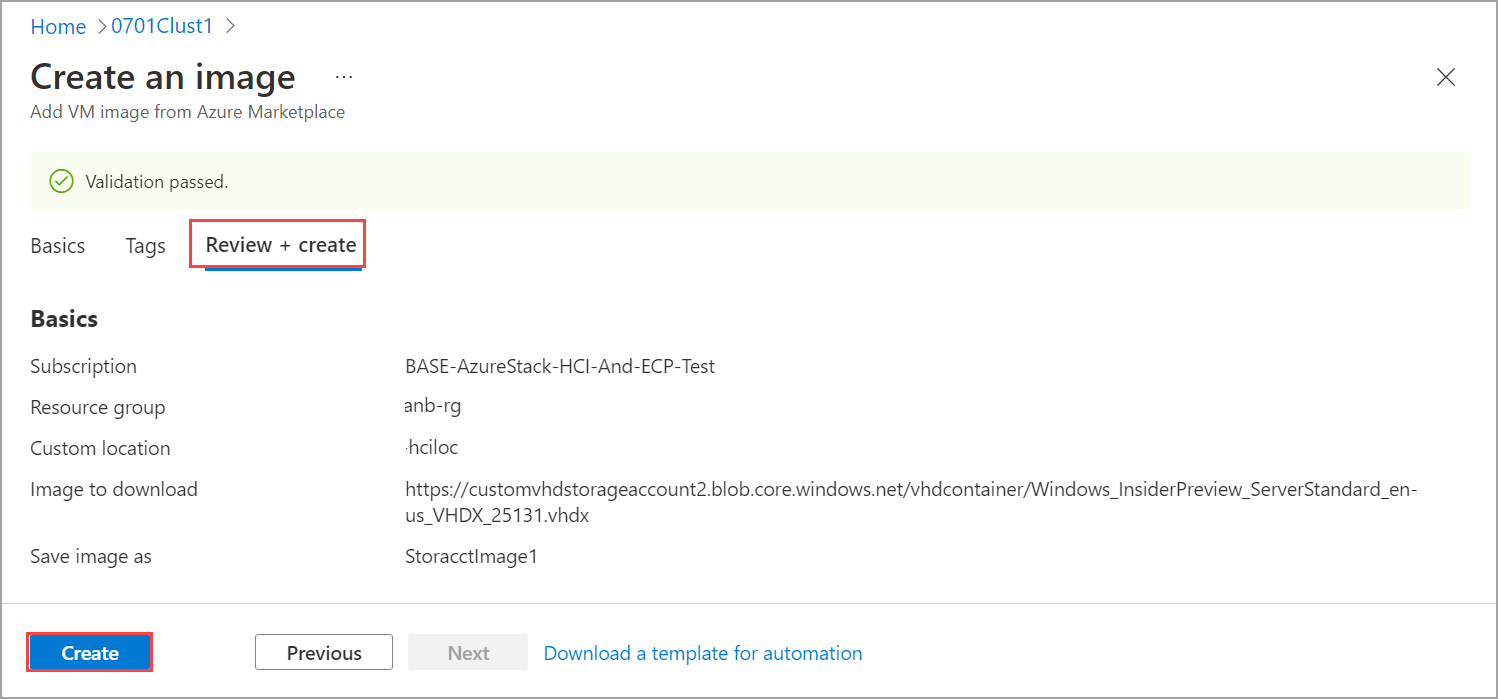 Home > 0701Clust1 >
Create an image ...
Add VM image from Azure Marketplace
Validation passed.
Basics Tags Review + create
Basics
Subscription BASE-AzureStack-HCI-And-ECP-Test
Resource group anb-rg
Custom location -hciloc
Image to download https://customvhdstorageaccount2.blob.core.windows.net/vhdcontainer/Windows_InsiderPreview_ServerStandard_en-
us_VHDX_25131.vhdx
Save image as StoracctImage1
Create Previous Next Download a template for automation